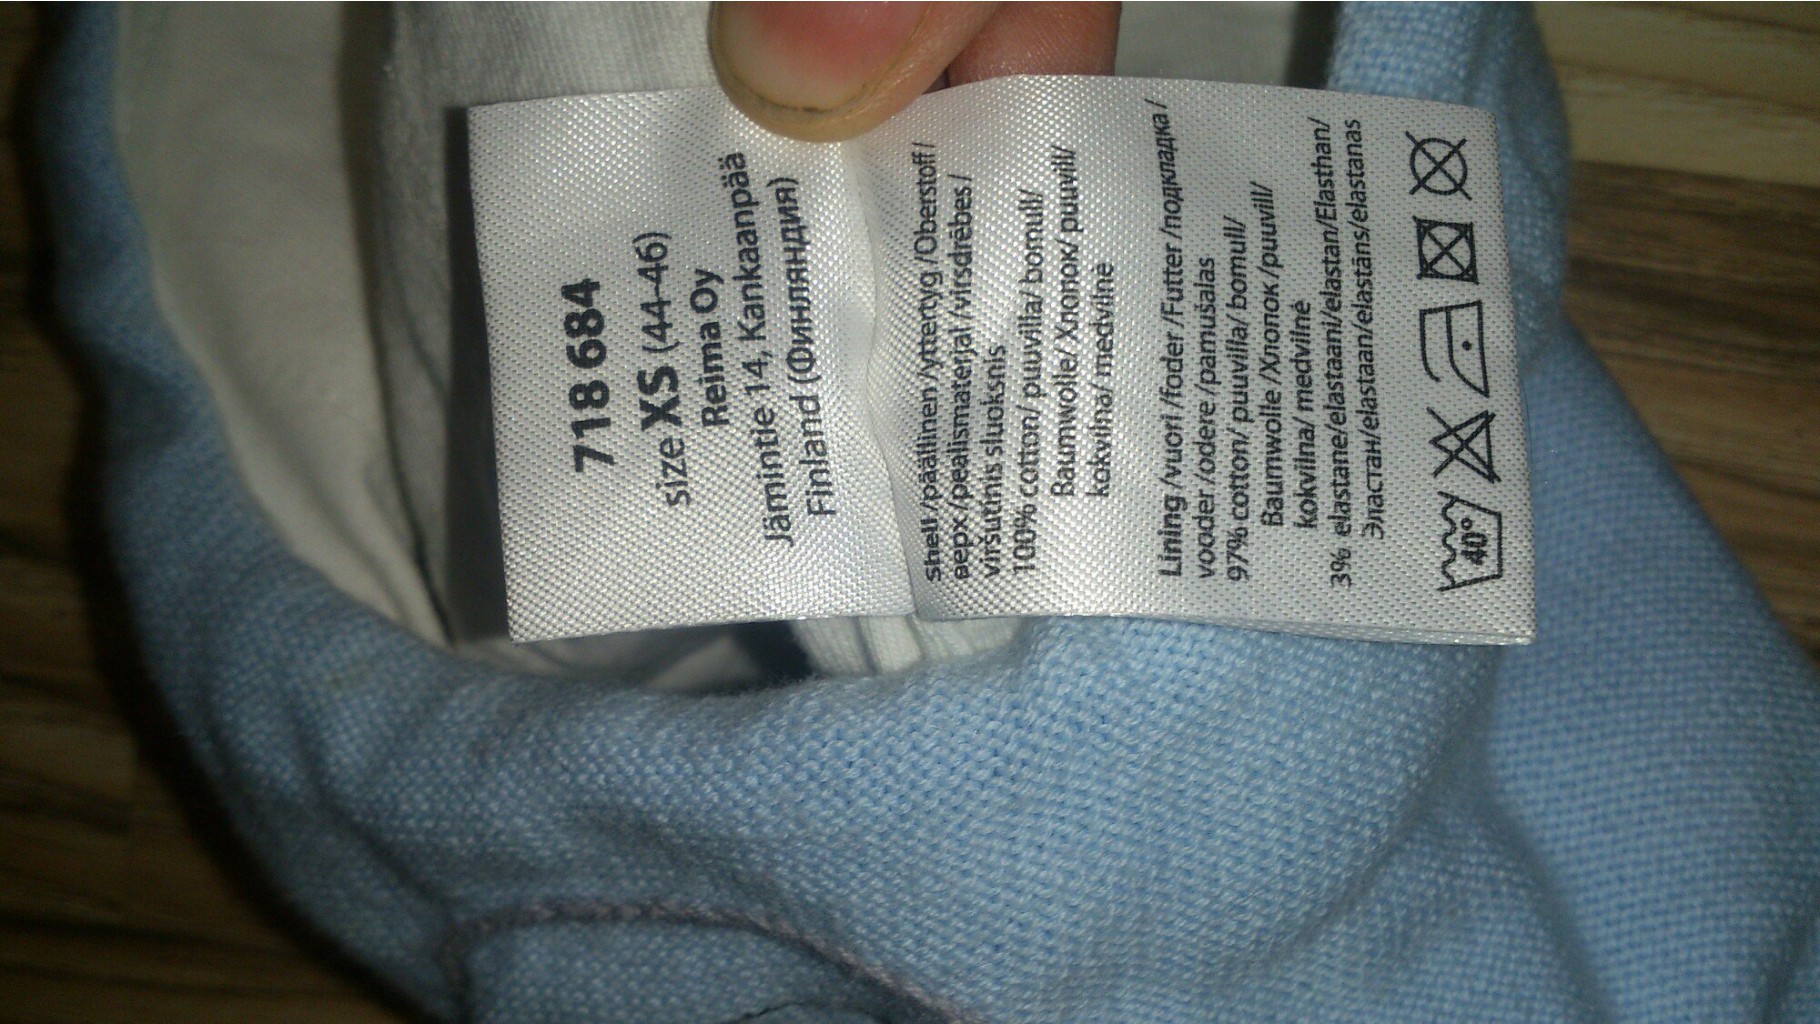 718 684
size XS (44-46)
Reima Oy
Jämintie 14, Kankaanpää
Finland (Финляндия)
Shell /päällinen /yttertyg /Oberstoff /
верх /pealismaterjal /virsdrēbes /
viršutinis sluoksnis
100% cotton/ puuvilla/ bomull/
Baumwolle/ Хлопок/ puuvill/
kokvilna/ medvilnė
Lining /vuori /foder /Futter /подкладка /
vooder /odere /pamušalas
97% cotton/ puuvilla/ bomull/
Baumwolle /Хлопок /puuvill/
kokvilna/ medvilnė
3% elastane/elastaani/elastan/Elasthan/
Эластан/elastaan/elastāns/elastanas
40°